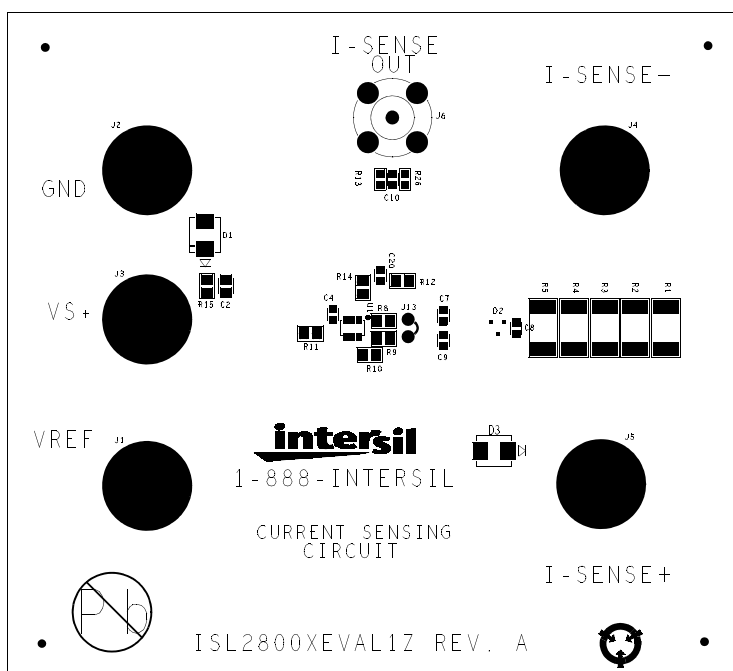 I-SENSE
OUT
I-SENSE-
J6
J2
J4
GND
R13
R26
C10
D1
J3
C20
R14
R12
R15
C2
VS+
C4
U1
R8
J13
C7
D2
C8
R5
R4
R3
R2
R1
R11
R9
C9
R10
VREF
J1
intersil
D3
J5
1-888-INTERSIL
CURRENT SENSING
CIRCUIT
I-SENSE+
Pb
ISL2800XEVAL1Z REV. A